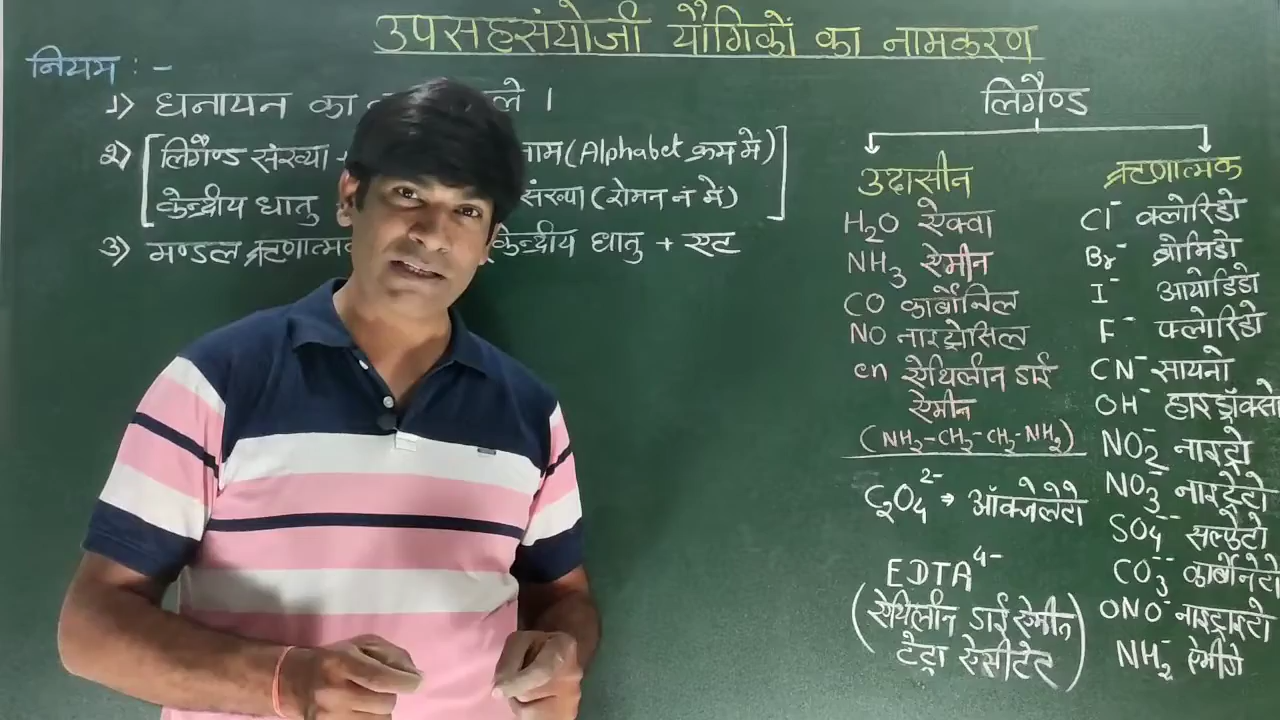 उपसहसंयोजी यौगिकों का नामकरण
नियम : -
1) धनायन का ले ।
2) लिगैण्ड संख्या + नाम (Alphabet क्रम में)
केन्द्रीय धातु संख्या (रोमन नं में)
3) मण्डल ऋणात्मक केन्द्रीय धातु + एट
लिगैण्ड
उदासीन
H₂O ऐक्वा
NH₃ ऐमीन
CO कार्बोनिल
NO नाइट्रोसिल
en ऐथिलीन डाई
ऐमीन
(NH₂-CH₂-CH₂-NH₂)
C₂O₄²⁻ → ऑक्जेलेटो
EDTA⁴⁻
(ऐथिलीन डाई ऐमीन
टेट्रा ऐसीटेट)
ऋणात्मक
Cl⁻ क्लोरिडो
Br⁻ ब्रोमिडो
I⁻ आयोडिडो
F⁻ फ्लोरिडो
CN⁻ सायनो
OH⁻ हाइड्रॉक्सो
NO₂⁻ नाइट्रो
NO₃⁻ नाइट्रेटो
SO₄⁻⁻ सल्फेटो
CO₃⁻⁻ कार्बोनेटो
ONO⁻ नाइट्राइटो
NH₂⁻ ऐमीडो